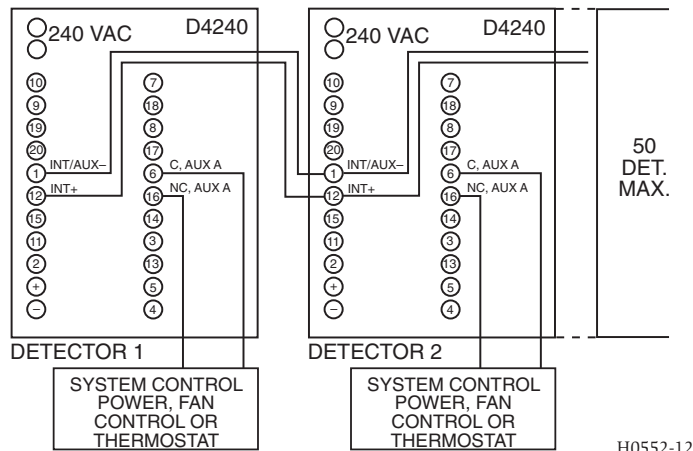 240 VAC D4240
10
9
19
20
1 INT/AUX–
12 INT+
15
11
2
+
–
7
18
8
17
6 C, AUX A
16 NC, AUX A
14
3
13
5
4
DETECTOR 1
SYSTEM CONTROL
POWER, FAN
CONTROL OR
THERMOSTAT
240 VAC D4240
10
9
19
20
1 INT/AUX–
12 INT+
15
11
2
+
–
7
18
8
17
6 C, AUX A
16 NC, AUX A
14
3
13
5
4
DETECTOR 2
SYSTEM CONTROL
POWER, FAN
CONTROL OR
THERMOSTAT
50
DET.
MAX.
H0552-12